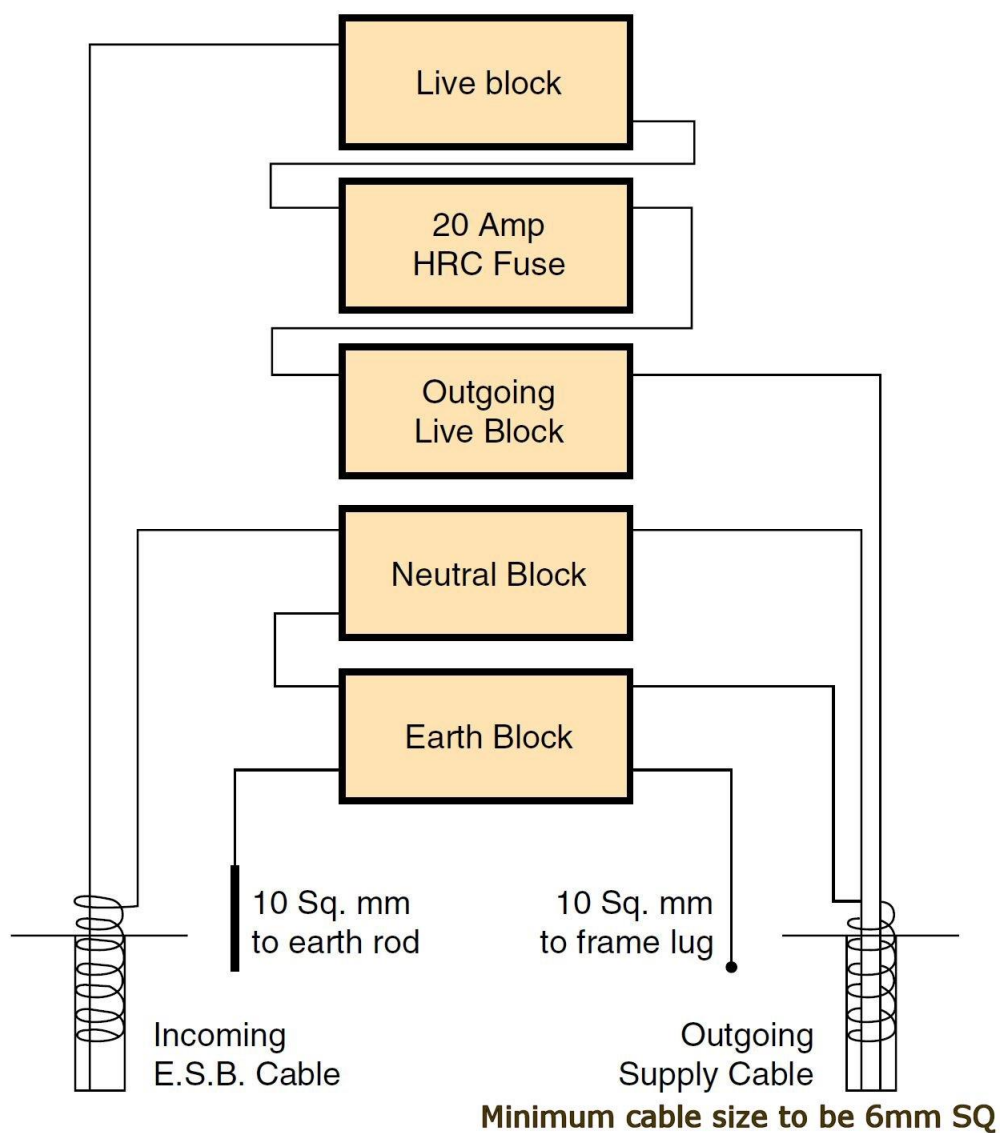 Live block
20 Amp
HRC Fuse
Outgoing
Live Block
Neutral Block
Earth Block
10 Sq. mm
to earth rod
10 Sq. mm
to frame lug
Incoming
E.S.B. Cable
Outgoing
Supply Cable
Minimum cable size to be 6mm SQ